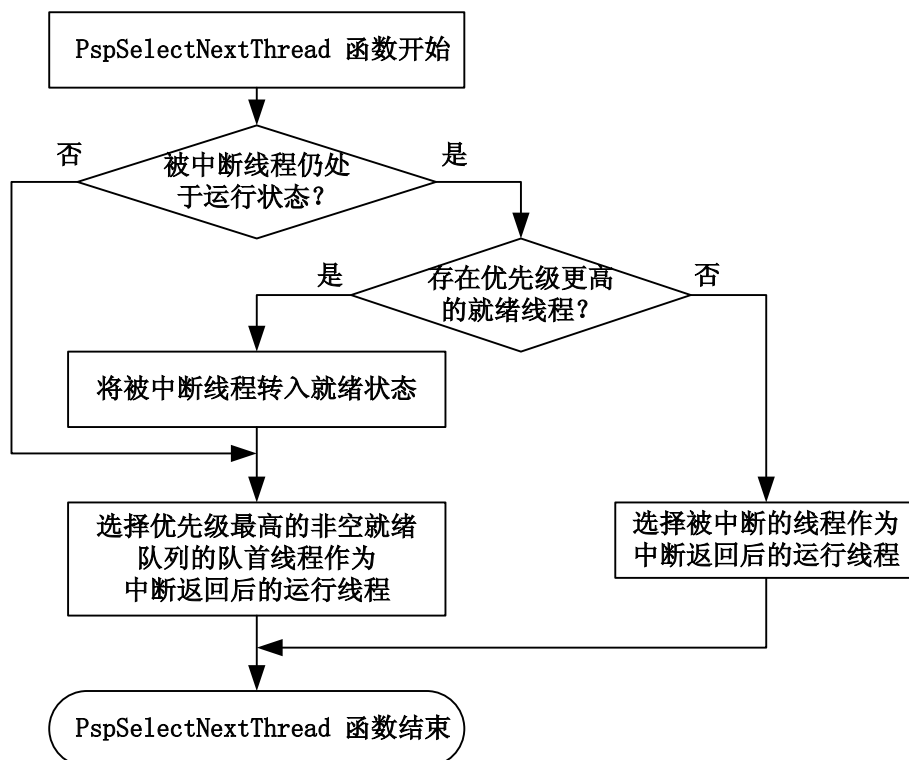 PspSelectNextThread 函数开始
否
是
被中断线程仍处
于运行状态？
是
否
存在优先级更高
的就绪线程？
将被中断线程转入就绪状态
选择优先级最高的非空就绪
队列的队首线程作为
中断返回后的运行线程
选择被中断的线程作为
中断返回后的运行线程
PspSelectNextThread 函数结束